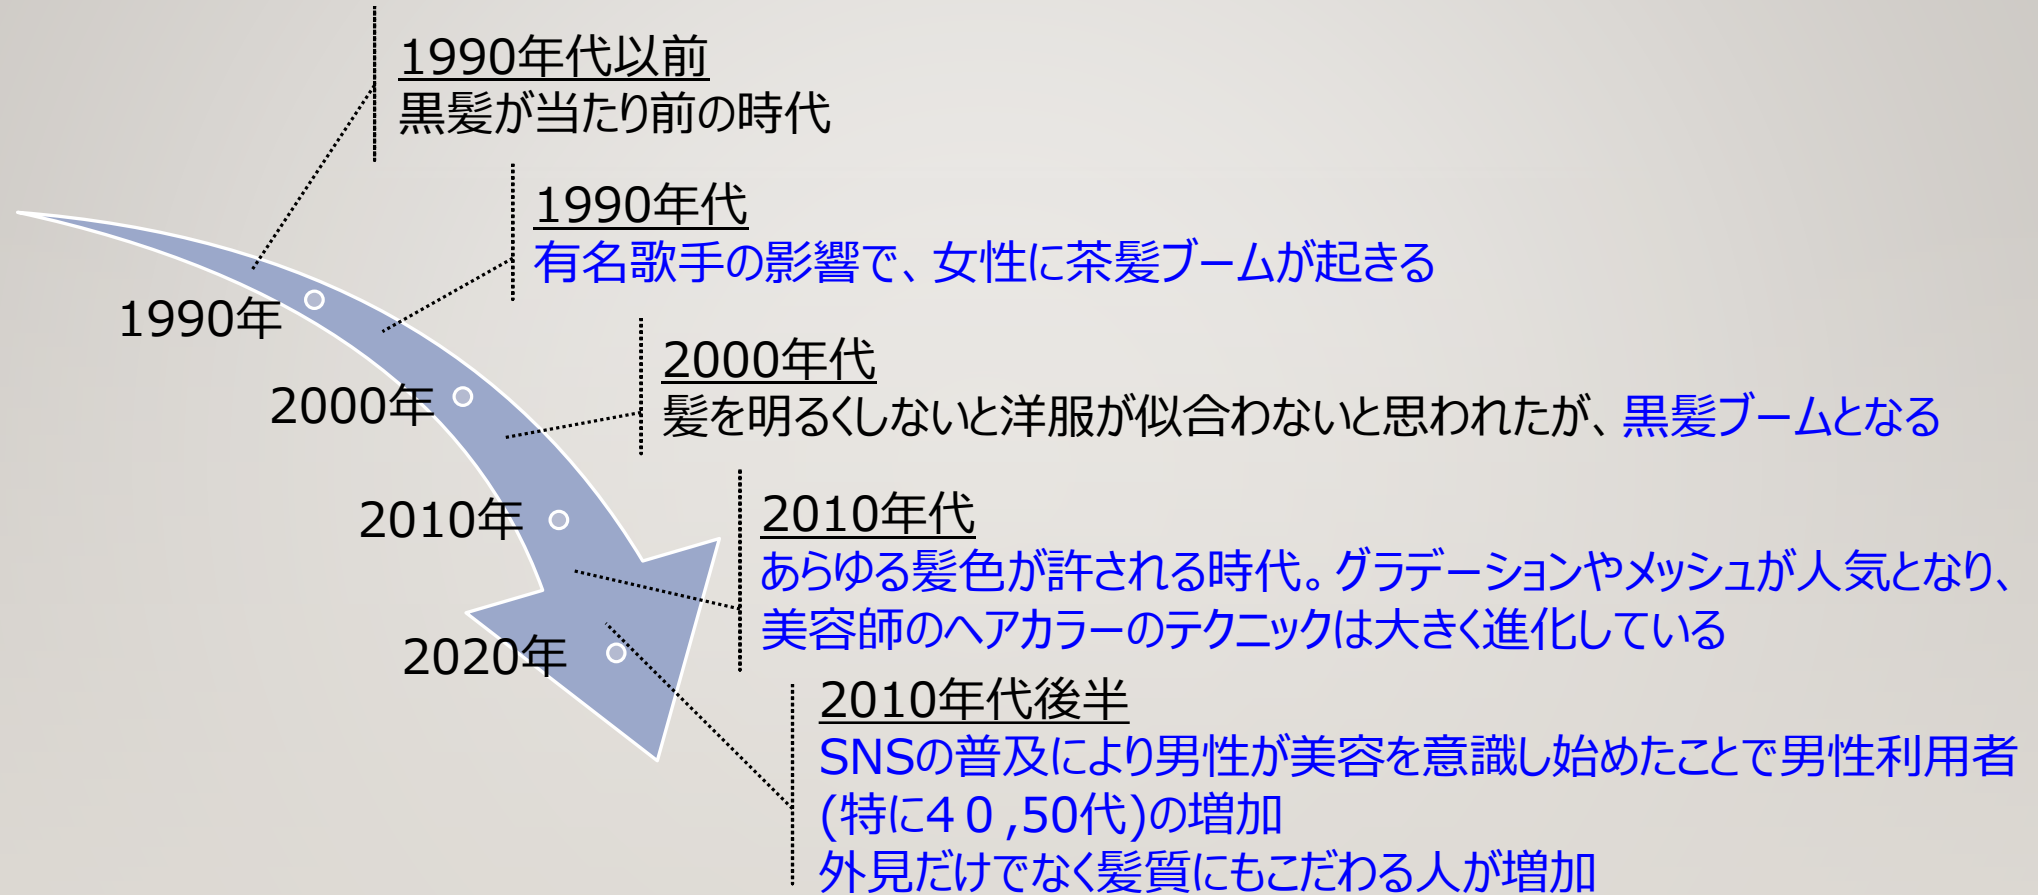 1990年代以前
黒髪が当たり前の時代
1990年代
有名歌手の影響で、女性に茶髪ブームが起きる
1990年
2000年代
髪を明るくしないと洋服が似合わないと思われたが、黒髪ブームとなる
2000年
2010年代
あらゆる髪色が許される時代。グラデーションやメッシュが人気となり、
美容師のヘアカラーのテクニックは大きく進化している
2010年
2020年
2010年代後半
SNSの普及により男性が美容を意識し始めたことで男性利用者
(特に4０,50代)の増加
外見だけでなく髪質にもこだわる人が増加